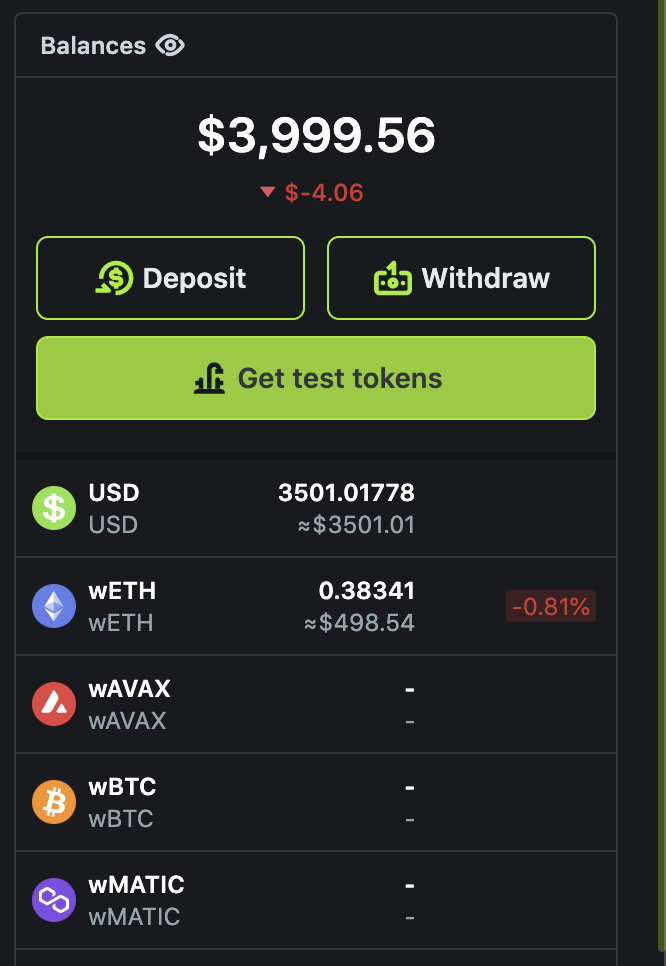 Balances
$3,999.56
$-4.06
Deposit
Withdraw
Get test tokens
USD 3501.01778
USD ≈$3501.01
wETH 0.38341
wETH ≈$498.54
-0.81%
wAVAX -
wAVAX -
wBTC -
wBTC -
wMATIC -
wMATIC -